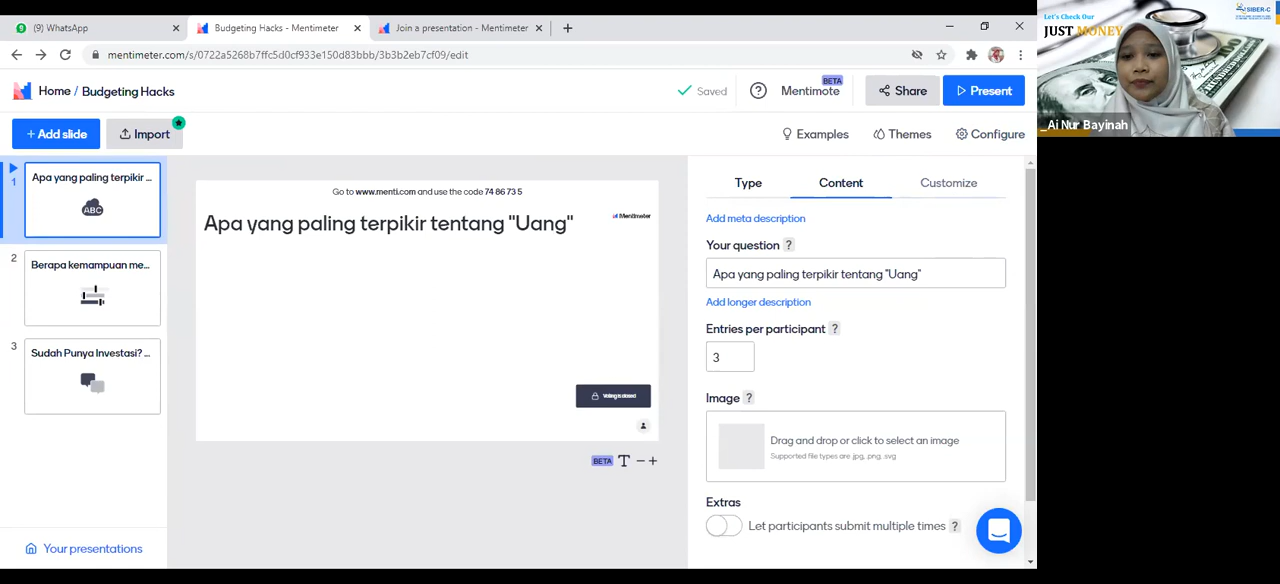 (9) WhatsApp
Budgeting Hacks - Mentimeter
Join a presentation - Mentimeter
mentimeter.com/s/0722a5268b7ffc5d0cf933e150d83bbb/3b3b2eb7cf09/edit
Home / Budgeting Hacks
Saved
Mentimote
BETA
Share
Present
+ Add slide
Import
Examples
Themes
Configure
1
Apa yang paling terpikir ...
ABC
2
Berapa kemampuan me...
3
Sudah Punya Investasi? ...
Your presentations
Go to www.menti.com and use the code 74 86 73 5
Apa yang paling terpikir tentang "Uang"
Mentimeter
Voting is closed
BETA T − +
Type
Content
Customize
Add meta description
Your question ?
Apa yang paling terpikir tentang "Uang"
Add longer description
Entries per participant ?
3
Image ?
Drag and drop or click to select an image
Supported file types are .jpg, .png, .svg
Extras
Let participants submit multiple times ?
Let's Check Our
JUST MONEY
SIBER-C
_Ai Nur Bayinah